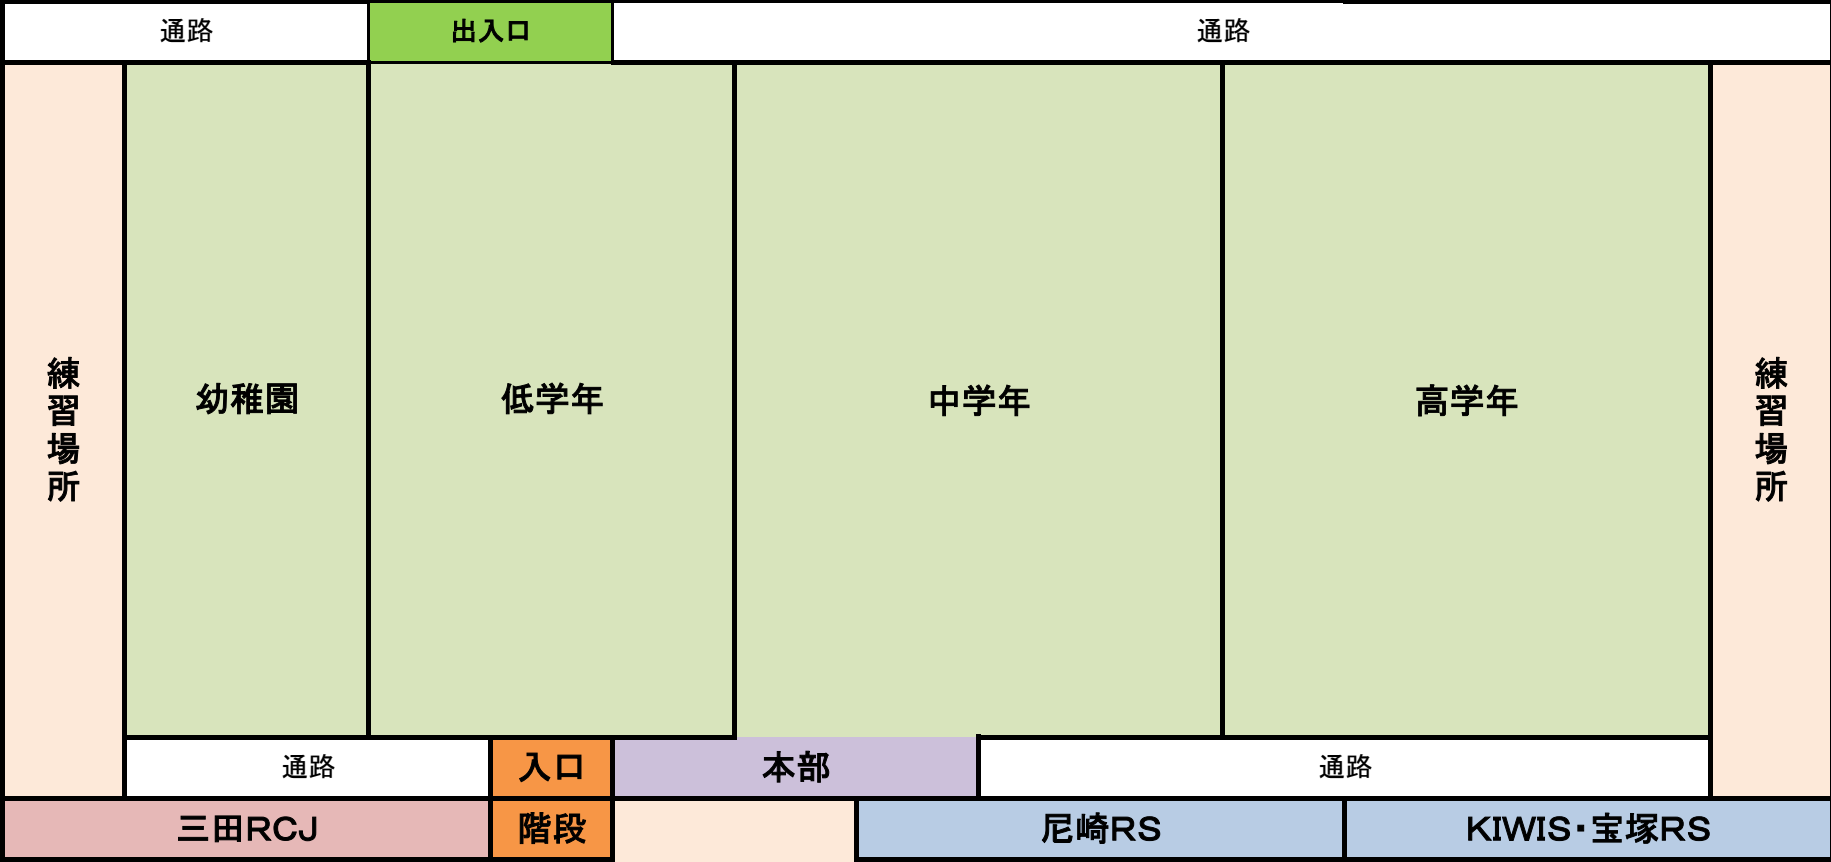 通路
出入口
通路
練習場所
幼稚園
低学年
中学年
高学年
練習場所
通路
入口
本部
通路
三田RCJ
階段
尼崎RS
KIWIS・宝塚RS